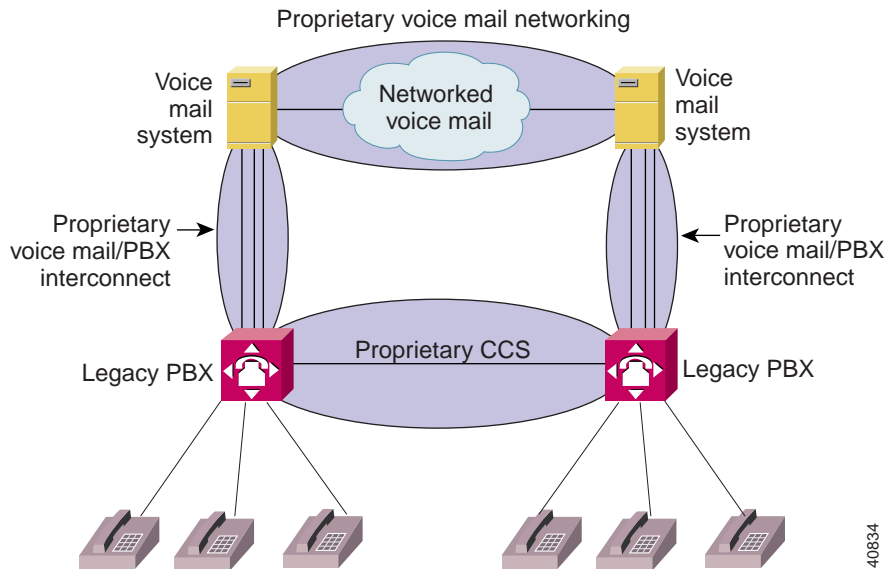 Proprietary voice mail networking
Voice
mail
system
Networked
voice mail
Voice
mail
system
Proprietary
voice mail/PBX
interconnect
Proprietary
voice mail/PBX
interconnect
Legacy PBX
Proprietary CCS
Legacy PBX
40834